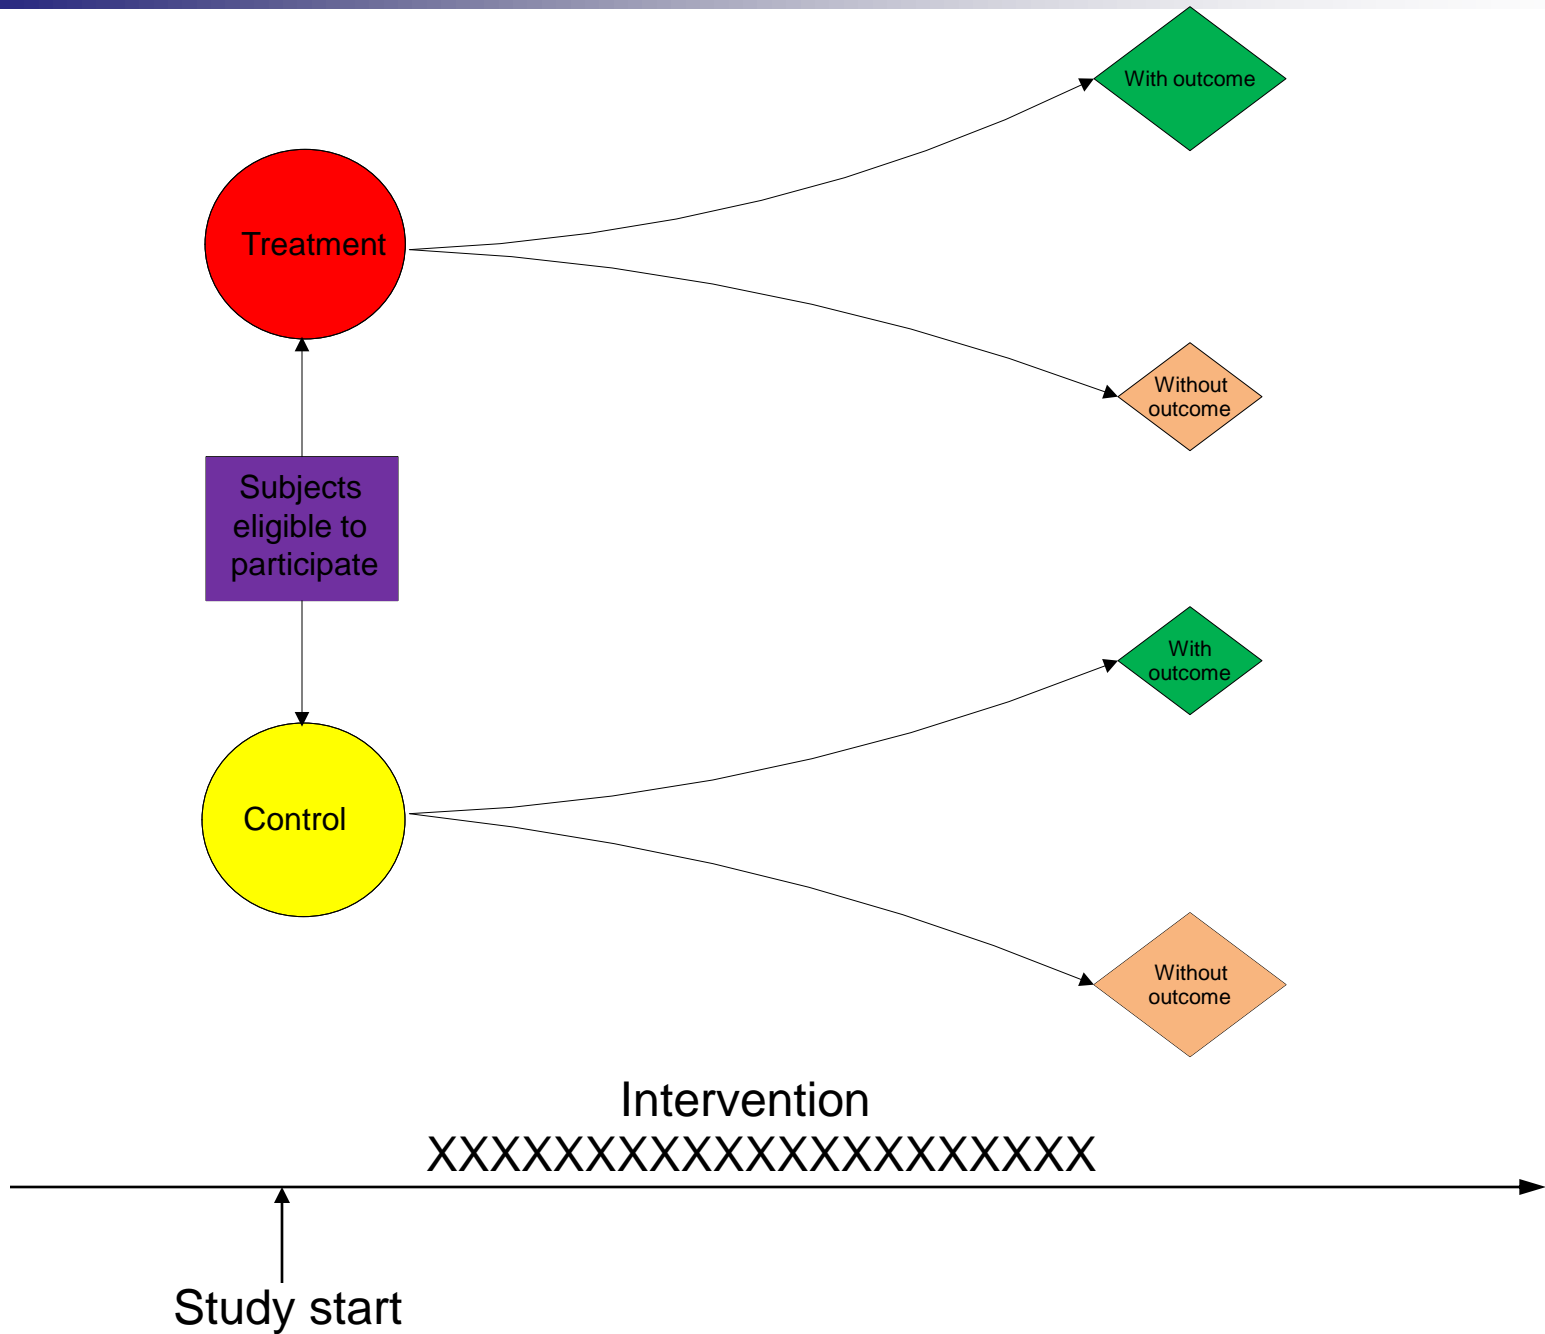 With outcome
Treatment
Without
outcome
Subjects
eligible to
participate
With
outcome
Control
Without
outcome
Intervention
XXXXXXXXXXXXXXXXXXXXX
Study start